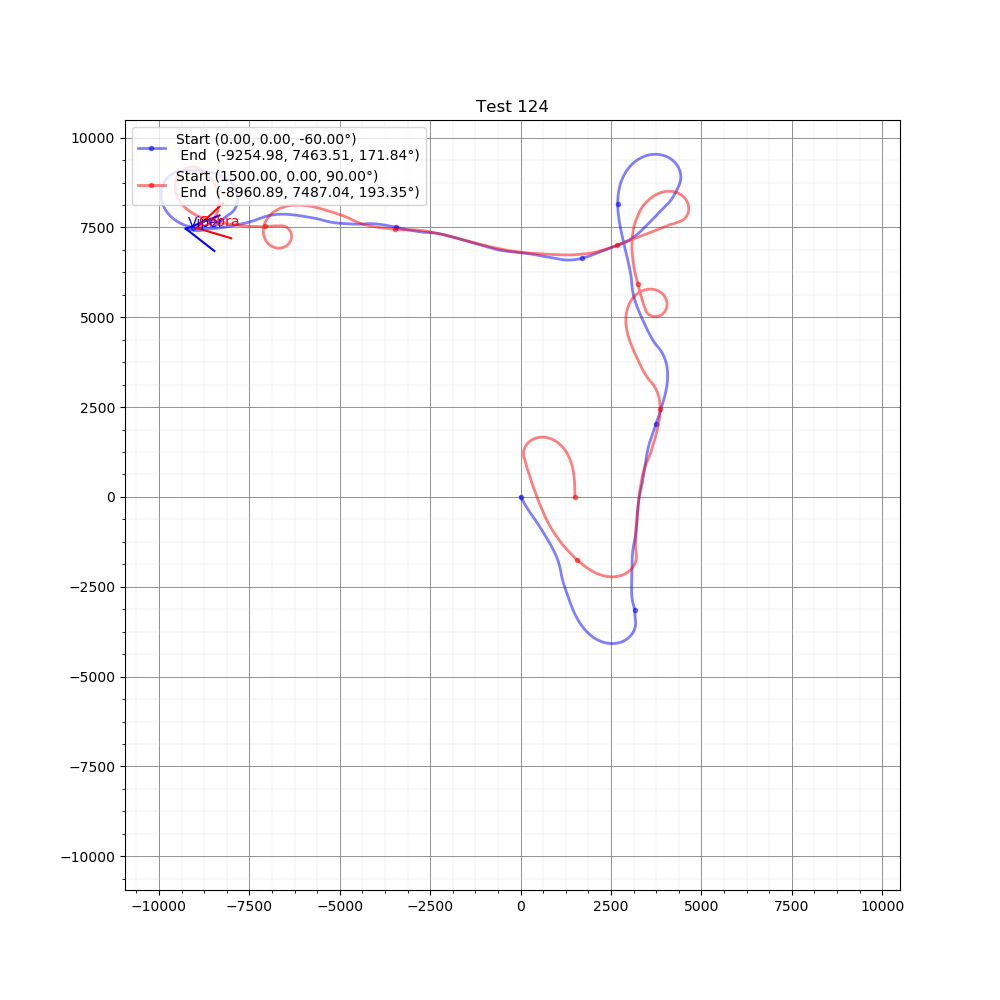 Test 124
Start (0.00, 0.00, -60.00°)
End (-9254.98, 7463.51, 171.84°)
Start (1500.00, 0.00, 90.00°)
End (-8960.89, 7487.04, 193.35°)
10000
7500
5000
2500
0
−2500
−5000
−7500
−10000
−10000 −7500 −5000 −2500 0 2500 5000 7500 10000